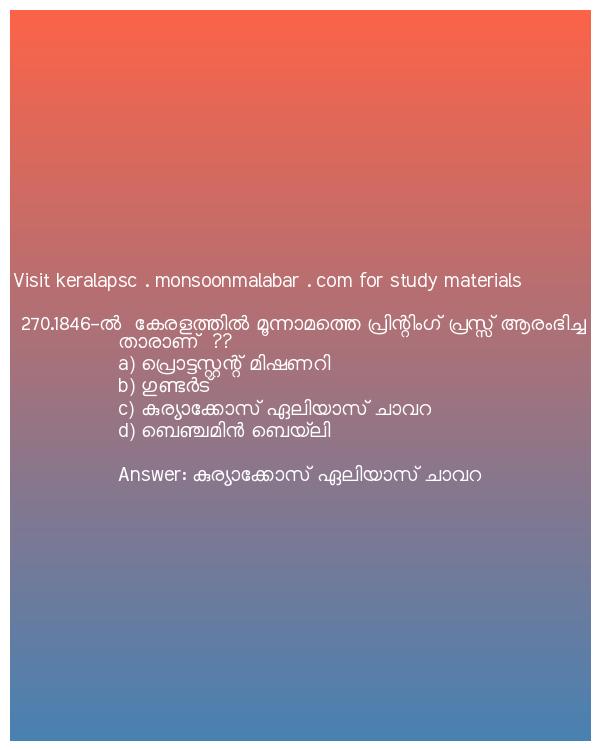 Visit keralapsc . monsoonmalabar . com for study materials
270.1846-ൽ കേരളത്തിൽ മൂന്നാമത്തെ പ്രിന്റിംഗ് പ്രസ്സ് ആരംഭിച്ച
താരാണ് ??
a) പ്രൊട്ടസ്റ്റന്റ് മിഷണറി
b) ഗുണ്ടർട്
c) കുര്യാക്കോസ് ഏലിയാസ് ചാവറ
d) ബെഞ്ചമിൻ ബെയ്ലി
Answer: കുര്യാക്കോസ് ഏലിയാസ് ചാവറ